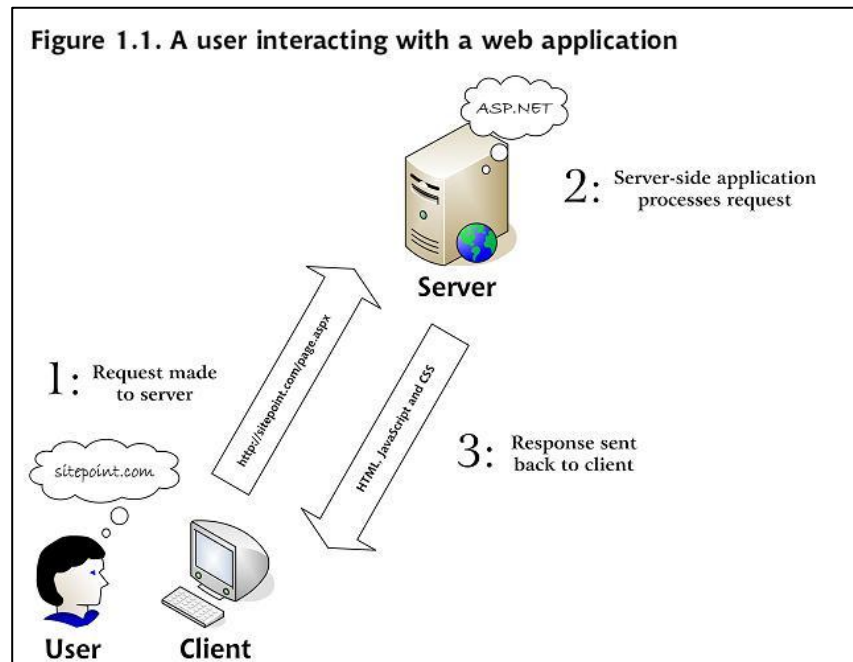 Figure 1.1. A user interacting with a web application
ASP.NET
2: Server-side application
processes request
Server
http://sitepoint.com/page.aspx
1: Request made
to server
HTML, JavaScript and CSS
3: Response sent
back to client
sitepoint.com
User
Client